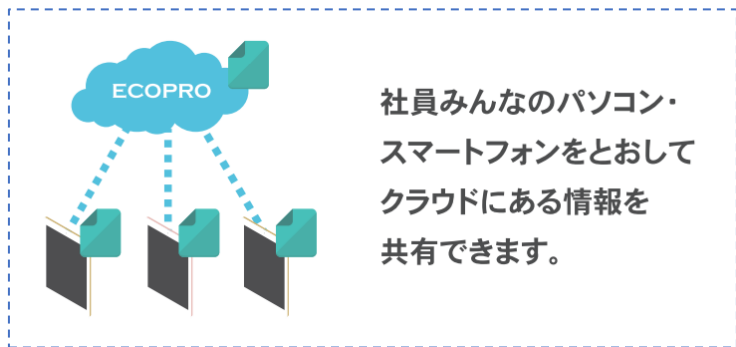 ECOPRO
社員みんなのパソコン・
スマートフォンをとおして
クラウドにある情報を
共有できます。